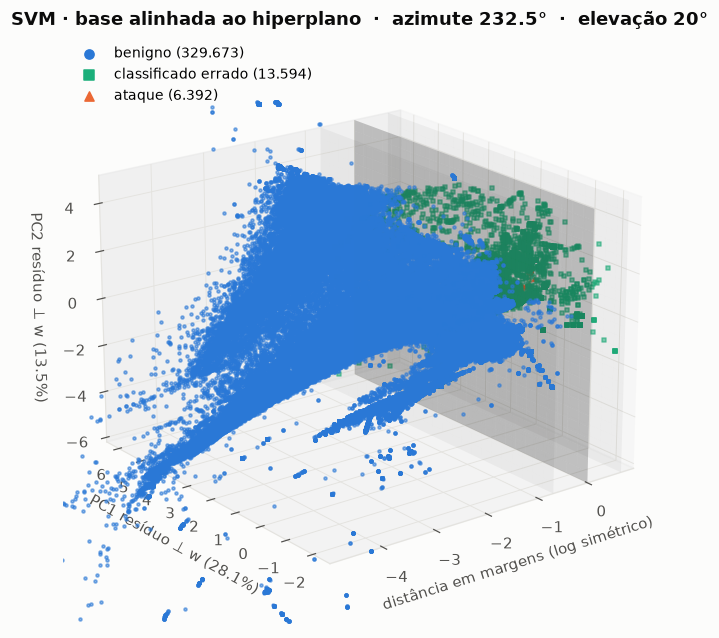 SVM · base alinhada ao hiperplano · azimute 232.5° · elevação 20°
benigno (329.673)
classificado errado (13.594)
ataque (6.392)
PC2 resíduo ⊥ w (13.5%)
4
2
0
−2
−4
−6
6
5
4
3
2
1
0
−1
−2
PC1 resíduo ⊥ w (28.1%)
−4
−3
−2
−1
0
distância em margens (log simétrico)